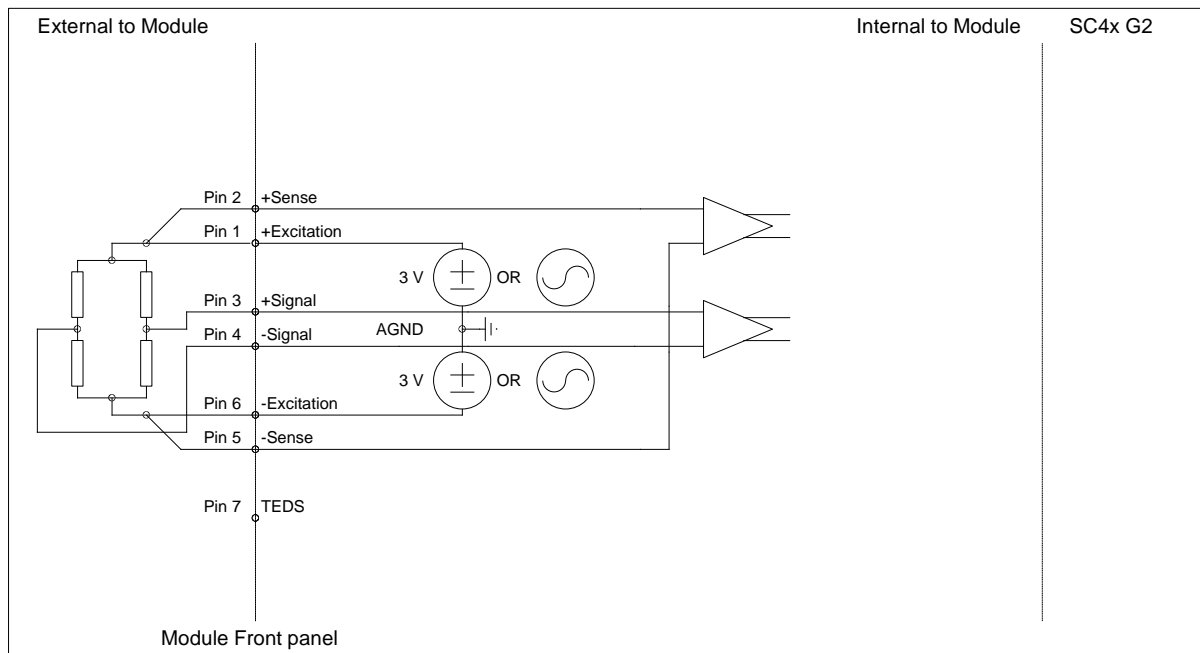 External to Module
Internal to Module
SC4x G2
Pin 2 +Sense
Pin 1 +Excitation
3 V OR
Pin 3 +Signal
AGND
Pin 4 -Signal
3 V OR
Pin 6 -Excitation
Pin 5 -Sense
Pin 7 TEDS
Module Front panel